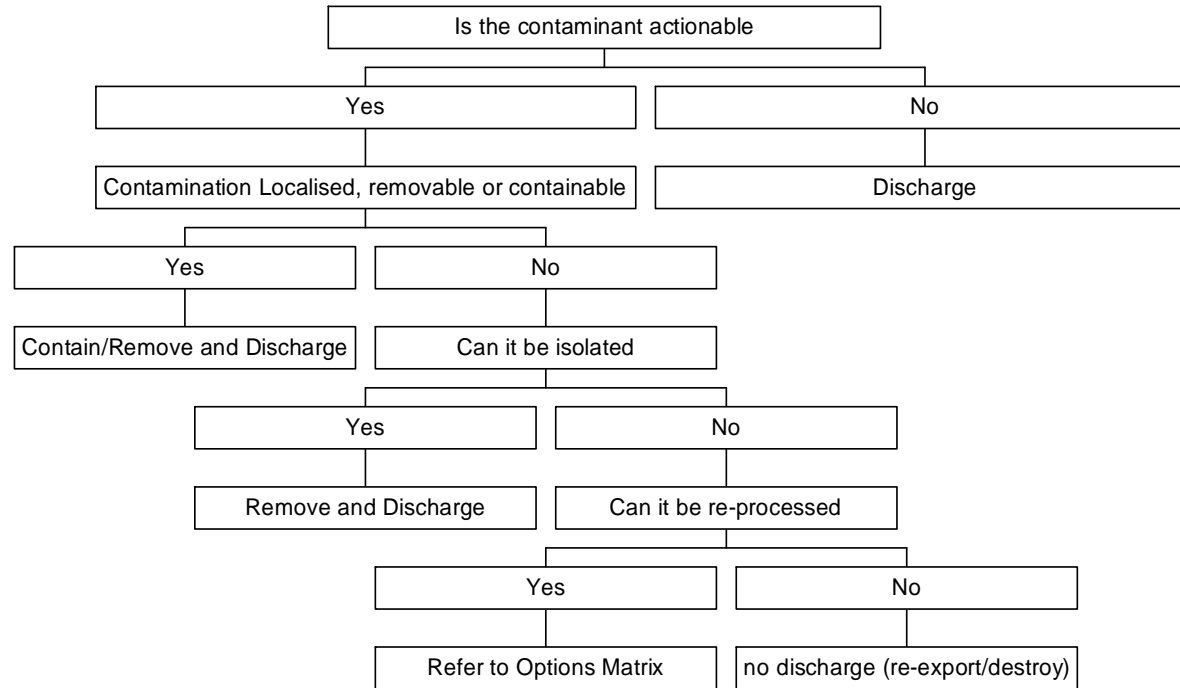 Is the contaminant actionable
Yes
No
Contamination Localised, removable or containable
Discharge
Yes
No
Contain/Remove and Discharge
Can it be isolated
Yes
No
Remove and Discharge
Can it be re-processed
Yes
No
Refer to Options Matrix
no discharge (re-export/destroy)